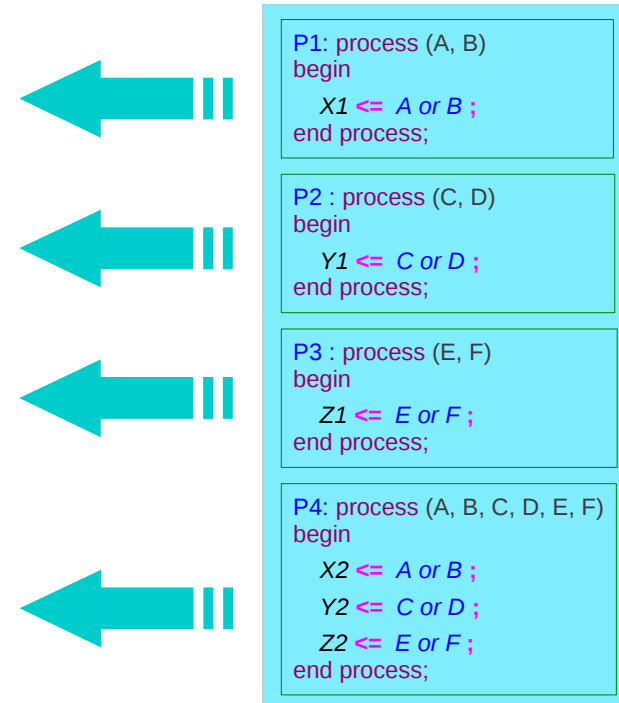 P1: process (A, B)
begin
X1 <= A or B ;
end process;
P2 : process (C, D)
begin
Y1 <= C or D ;
end process;
P3 : process (E, F)
begin
Z1 <= E or F ;
end process;
P4: process (A, B, C, D, E, F)
begin
X2 <= A or B ;
Y2 <= C or D ;
Z2 <= E or F ;
end process;